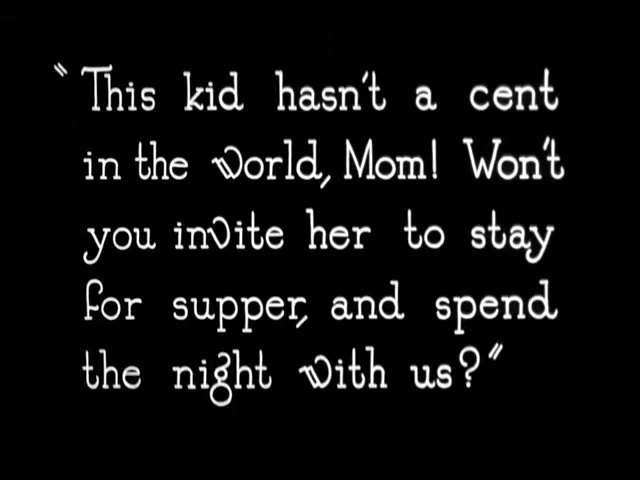 "This kid hasn't a cent
in the world, Mom! Won't
you invite her to stay
for supper, and spend
the night with us?"